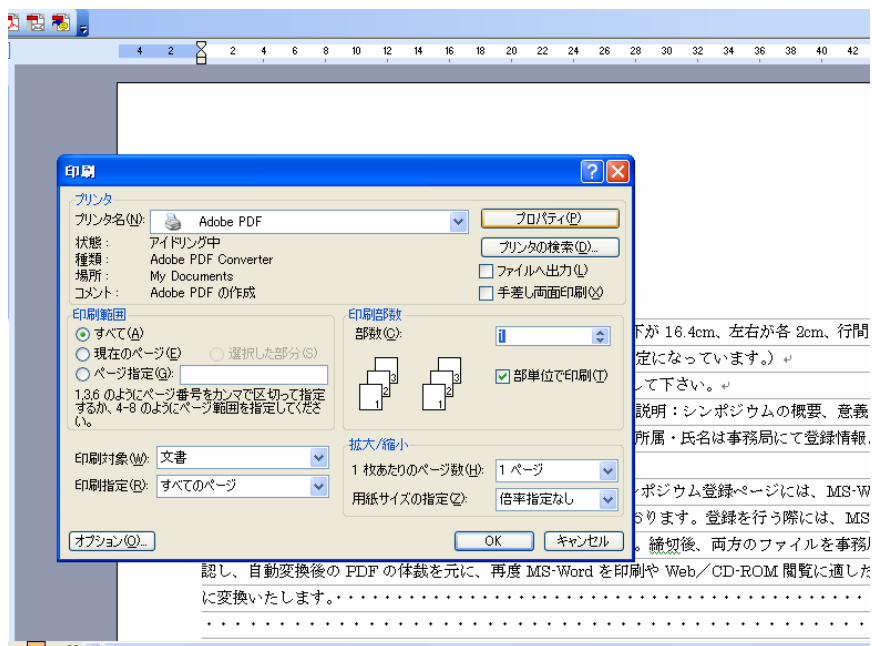 4 2 2 4 6 8 10 12 14 16 18 20 22 24 26 28 30 32 34 36 38 40 42
印刷
プリンタ
プリンタ名(N): Adobe PDF プロパティ(P)
状態： アイドリング中 プリンタの検索(D)...
種類： Adobe PDF Converter
場所： My Documents ファイルへ出力(L)
コメント： Adobe PDF の作成 手差し両面印刷(X)
印刷範囲 印刷部数
すべて(A) 部数(C): 1
現在のページ(E) 選択した部分(S)
ページ指定(G): 部単位で印刷(T)
1,3,6 のようにページ番号をカンマで区切って指定
するか、4-8 のようにページ範囲を指定してくださ
い。
拡大/縮小
印刷対象(W): 文書 1 枚あたりのページ数(H): 1 ページ
印刷指定(R): すべてのページ 用紙サイズの指定(Z): 倍率指定なし
オプション(O)... OK キャンセル
下が 16.4cm、左右が各 2cm、行間
定になっています。）
して下さい。
説明：シンポジウムの概要、意義
所属・氏名は事務局にて登録情報
ンポジウム登録ページには、MS-W
おります。登録を行う際には、MS
。締切後、両方のファイルを事務局
認し、自動変換後の PDF の体裁を元に、再度 MS-Word を印刷や Web／CD-ROM 閲覧に適した
に変換いたします。・・・・・・・・・・・・・・・・・・・・・・・・・・・・・・・・・・・・・・・・・・・
・・・・・・・・・・・・・・・・・・・・・・・・・・・・・・・・・・・・・・・・・・・・・・・・・・・・・